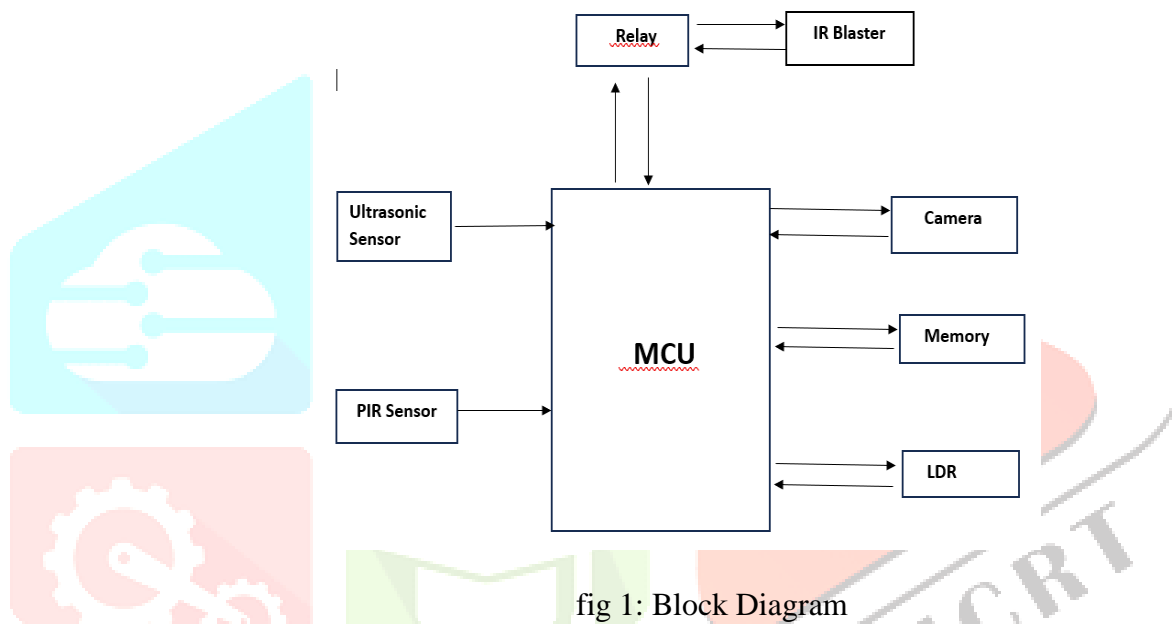 Relay
IR Blaster
Ultrasonic
Sensor
Camera
MCU
Memory
PIR Sensor
LDR
fig 1: Block Diagram